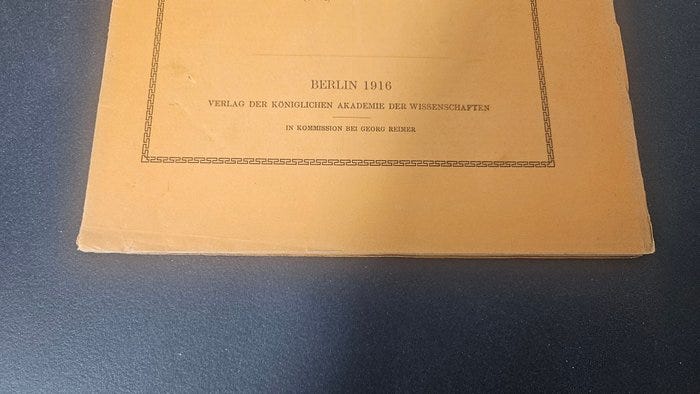 BERLIN 1916
VERLAG DER KÖNIGLICHEN AKADEMIE DER WISSENSCHAFTEN
IN KOMMISSION BEI GEORG REIMER